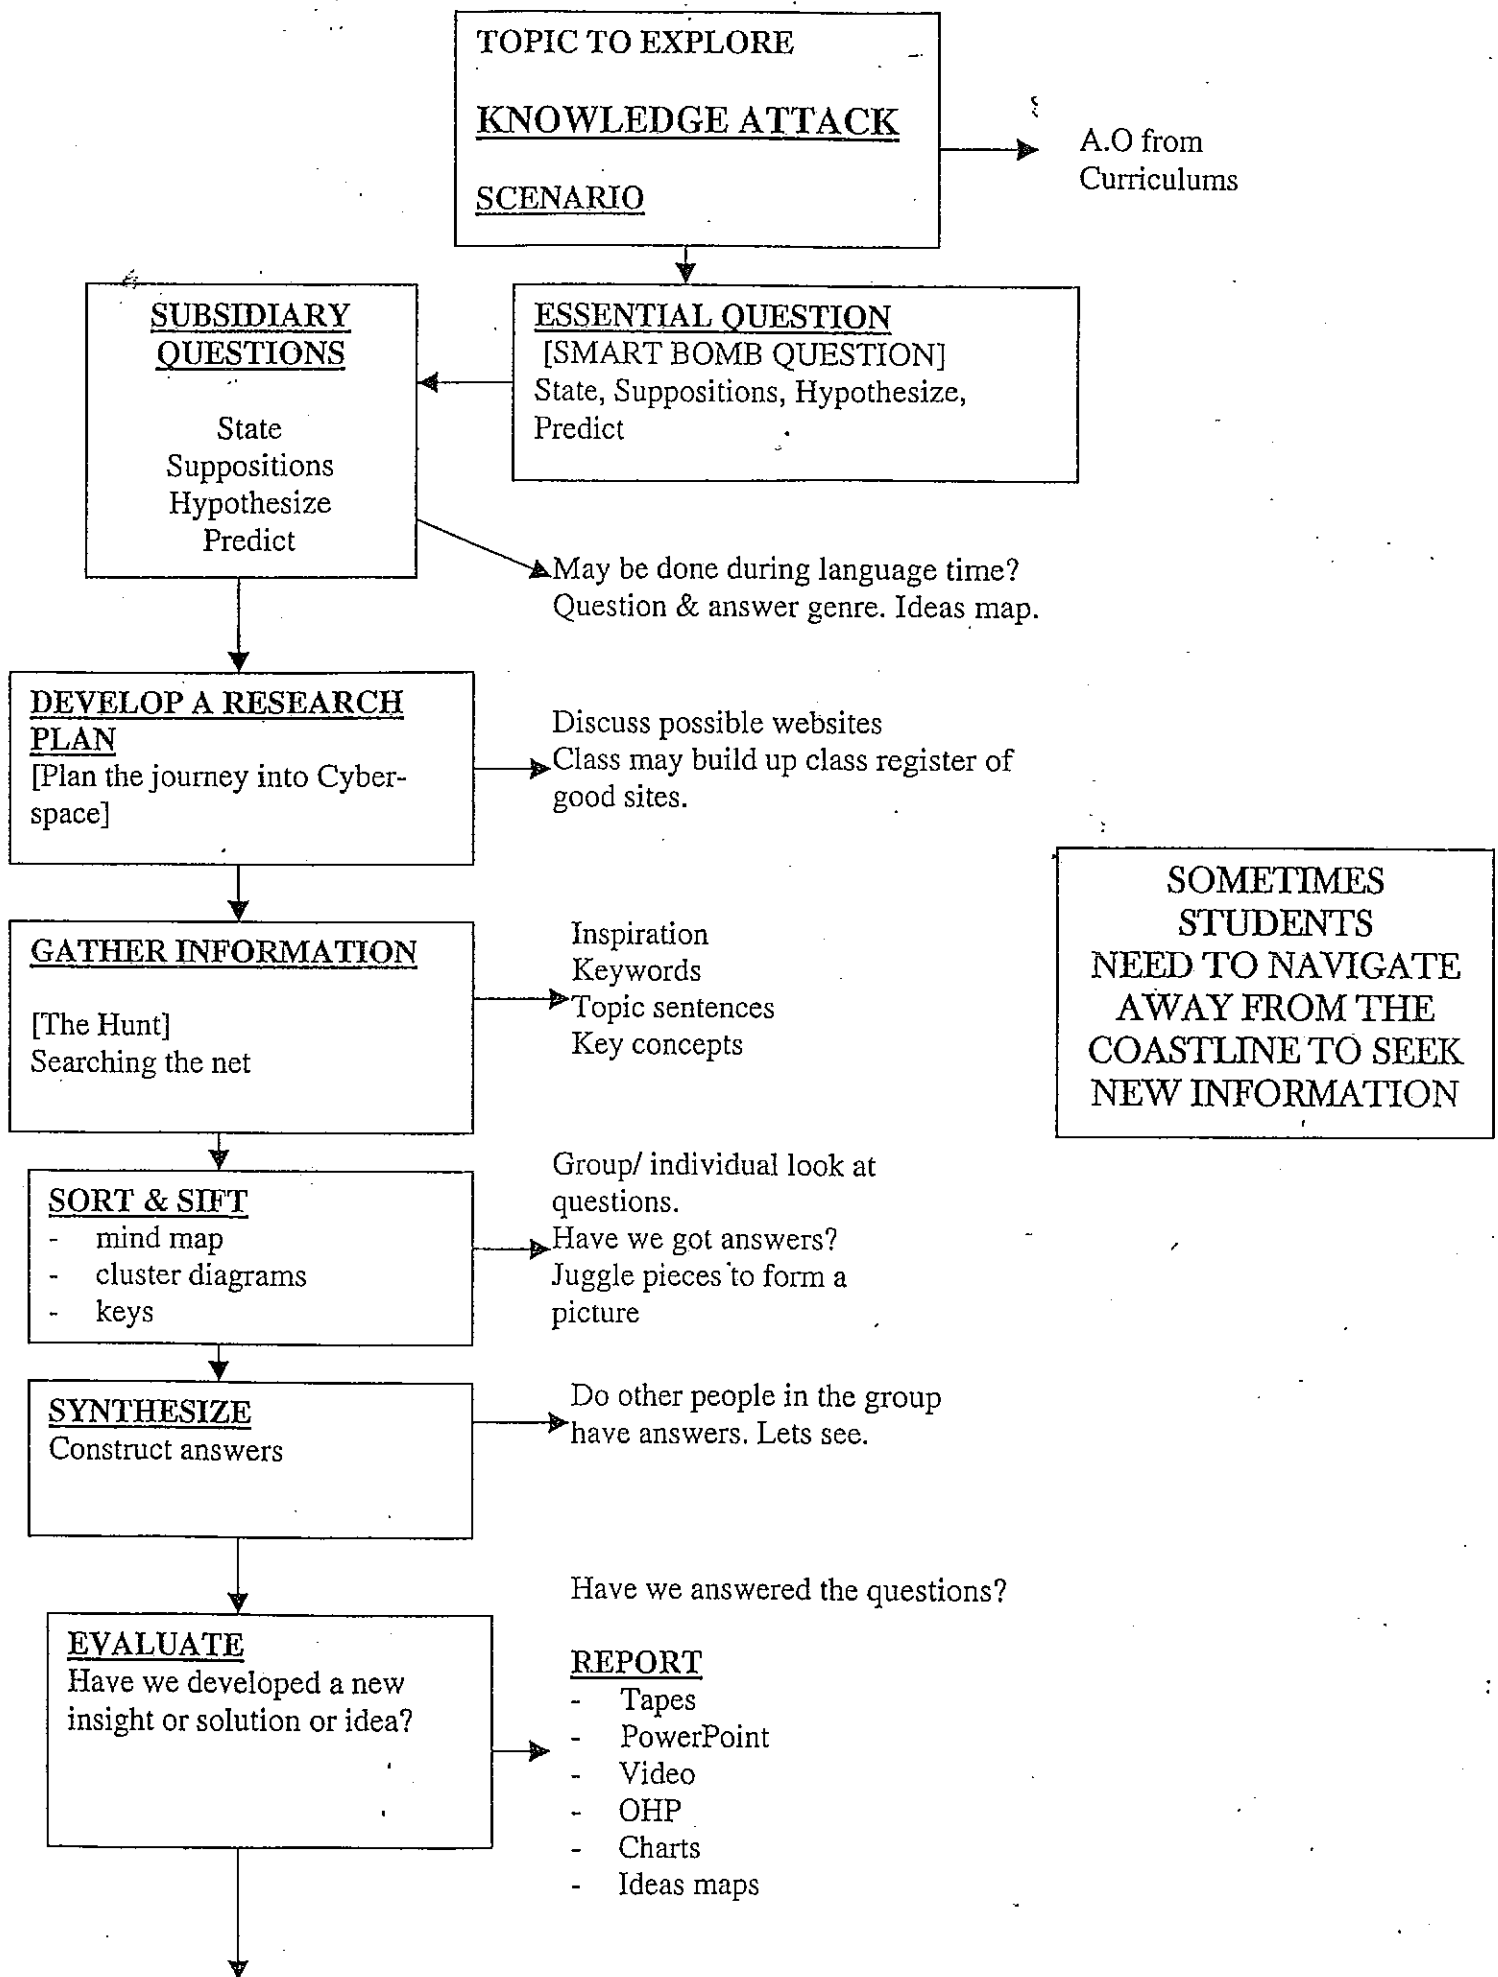 TOPIC TO EXPLORE
KNOWLEDGE ATTACK
SCENARIO
A.O from
Curriculums
ESSENTIAL QUESTION
[SMART BOMB QUESTION]
State, Suppositions, Hypothesize,
Predict
SUBSIDIARY
QUESTIONS
State
Suppositions
Hypothesize
Predict
May be done during language time?
Question & answer genre. Ideas map.
DEVELOP A RESEARCH
PLAN
[Plan the journey into Cyber-
space]
Discuss possible websites
Class may build up class register of
good sites.
SOMETIMES
STUDENTS
NEED TO NAVIGATE
AWAY FROM THE
COASTLINE TO SEEK
NEW INFORMATION
GATHER INFORMATION
[The Hunt]
Searching the net
Inspiration
Keywords
Topic sentences
Key concepts
SORT & SIFT
- mind map
- cluster diagrams
- keys
Group/ individual look at
questions.
Have we got answers?
Juggle pieces to form a
picture
SYNTHESIZE
Construct answers
Do other people in the group
have answers. Lets see.
EVALUATE
Have we developed a new
insight or solution or idea?
Have we answered the questions?
REPORT
- Tapes
- PowerPoint
- Video
- OHP
- Charts
- Ideas maps